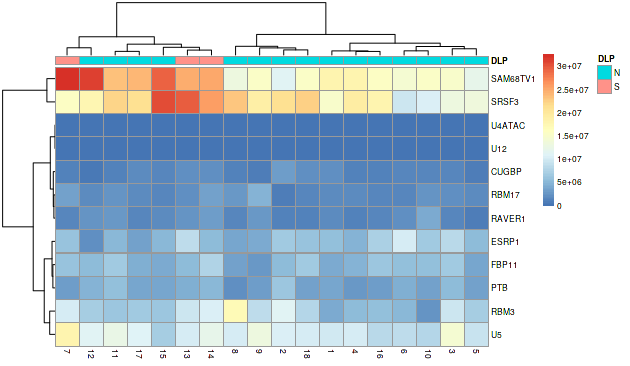 DLP
SAM68TV1
SRSF3
U4ATAC
U12
CUGBP
RBM17
RAVER1
ESRP1
FBP11
PTB
RBM3
U5
7 12 11 17 15 13 14 8 9 2 18 1 4 16 6 10 3 5
3e+07
2.5e+07
2e+07
1.5e+07
1e+07
5e+06
0
DLP
N
S